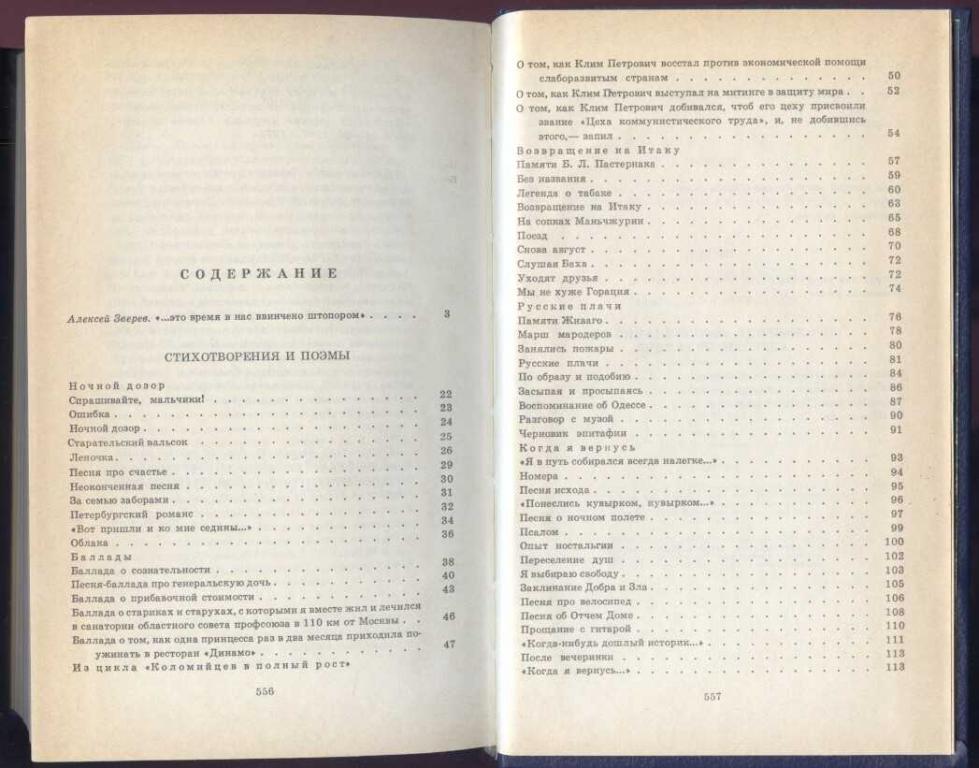 СОДЕРЖАНИЕ
Алексей Зверев. «...это время в нас ввинчено штопором» . . . . 3
СТИХОТВОРЕНИЯ И ПОЭМЫ
Ночной дозор
Спрашивайте, мальчики! . . . . 22
Ошибка . . . . 23
Ночной дозор . . . . 24
Старательский вальсок . . . . 25
Леночка . . . . 26
Песня про счастье . . . . 29
Неоконченная песня . . . . 30
За семью заборами . . . . 31
Петербургский романс . . . . 32
«Вот пришли и ко мне седины...» . . . . 34
Облака . . . . 36
Баллады
Баллада о сознательности . . . . 38
Песня-баллада про генеральскую дочь . . . . 40
Баллада о прибавочной стоимости . . . . 43
Баллада о стариках и старухах, с которыми я вместе жил и лечился
в санатории областного совета профсоюза в 110 км от Москвы . . 46
Баллада о том, как одна принцесса раз в два месяца приходила по-
ужинать в ресторан «Динамо» . . . . 47
Из цикла «Коломийцев в полный рост»
556
О том, как Клим Петрович восстал против экономической помощи
слаборазвитым странам . . . . 50
О том, как Клим Петрович выступал на митинге в защиту мира . . 52
О том, как Клим Петрович добивался, чтоб его цеху присвоили
звание «Цеха коммунистического труда», и, не добившись
этого,— запил . . . . 54
Возвращение на Итаку
Памяти Б. Л. Пастернака . . . . 57
Без названия . . . . 59
Легенда о табаке . . . . 60
Возвращение на Итаку . . . . 63
На сопках Маньчжурии . . . . 65
Поезд . . . . 68
Снова август . . . . 70
Слушая Баха . . . . 72
Уходят друзья . . . . 72
Мы не хуже Горация . . . . 74
Русские плачи
Памяти Живаго . . . . 76
Марш мародеров . . . . 78
Занялись пожары . . . . 80
Русские плачи . . . . 81
По образу и подобию . . . . 84
Засыпая и просыпаясь . . . . 86
Воспоминание об Одессе . . . . 87
Разговор с музой . . . . 90
Черновик эпитафии . . . . 91
Когда я вернусь
«Я в путь собирался всегда налегке...» . . . . 93
Номера . . . . 94
Песня исхода . . . . 95
«Понеслись кувырком, кувырком...» . . . . 96
Песня о ночном полете . . . . 97
Псалом . . . . 99
Опыт ностальгии . . . . 100
Переселение душ . . . . 102
Я выбираю свободу . . . . 103
Заклинание Добра и Зла . . . . 105
Песня про велосипед . . . . 106
Песня об Отчем Доме . . . . 108
Прощание с гитарой . . . . 110
«Когда-нибудь дошлый историк...» . . . . 111
После вечеринки . . . . 113
«Когда я вернусь...» . . . . 113
557